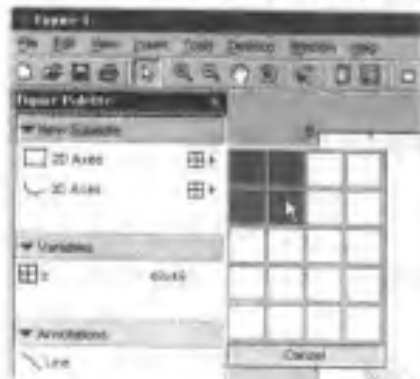 Figure 1
File Edit View Insert Tools Desktop Window Help
Figure Palette
New Subplots
2D Axes
3D Axes
Variables
z 49x49
Annotations
Line
Cancel